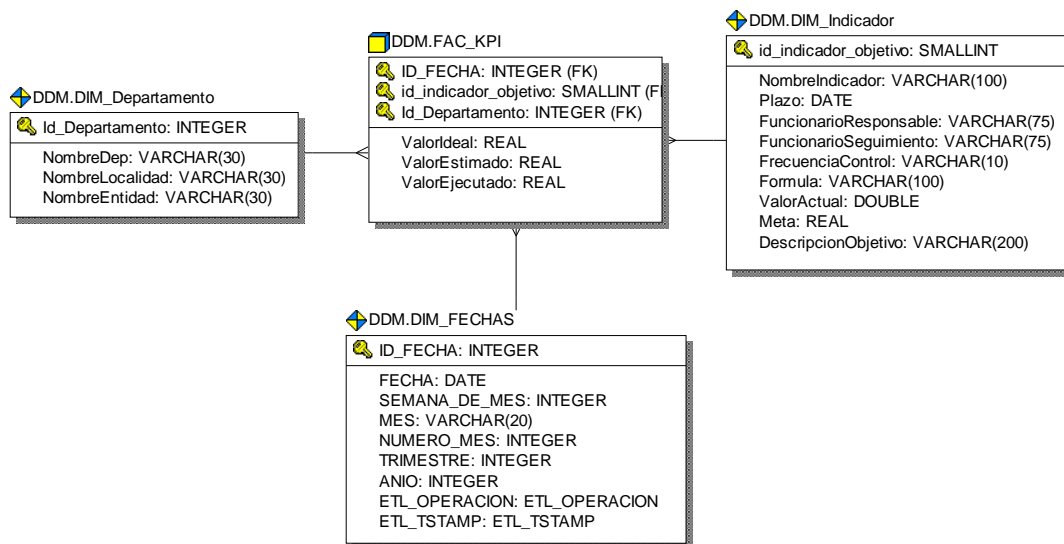 DDM.DIM_Departamento
Id_Departamento: INTEGER
NombreDep: VARCHAR(30)
NombreLocalidad: VARCHAR(30)
NombreEntidad: VARCHAR(30)
DDM.FAC_KPI
ID_FECHA: INTEGER (FK)
id_indicador_objetivo: SMALLINT (F
Id_Departamento: INTEGER (FK)
ValorIdeal: REAL
ValorEstimado: REAL
ValorEjecutado: REAL
DDM.DIM_Indicador
id_indicador_objetivo: SMALLINT
NombreIndicador: VARCHAR(100)
Plazo: DATE
FuncionarioResponsable: VARCHAR(75)
FuncionarioSeguimiento: VARCHAR(75)
FrecuenciaControl: VARCHAR(10)
Formula: VARCHAR(100)
ValorActual: DOUBLE
Meta: REAL
DescripcionObjetivo: VARCHAR(200)
DDM.DIM_FECHAS
ID_FECHA: INTEGER
FECHA: DATE
SEMANA_DE_MES: INTEGER
MES: VARCHAR(20)
NUMERO_MES: INTEGER
TRIMESTRE: INTEGER
ANIO: INTEGER
ETL_OPERACION: ETL_OPERACION
ETL_TSTAMP: ETL_TSTAMP